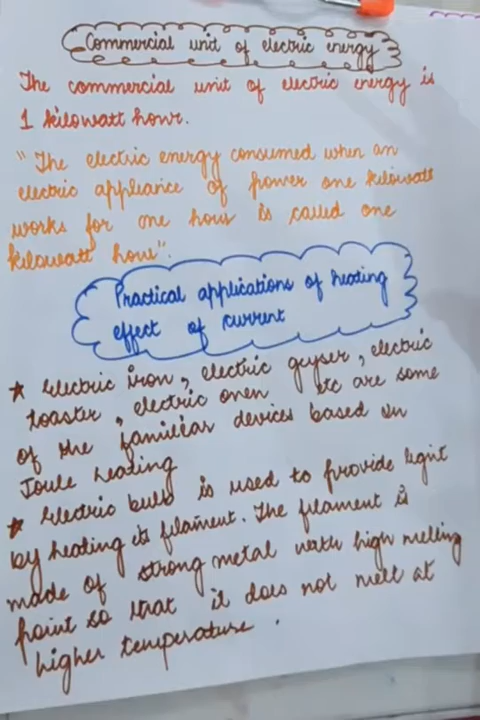 Commercial unit of electric energy
The commercial unit of electric energy is
1 kilowatt hour.
"The electric energy consumed when an
electric appliance of power one kilowatt
works for one hour is called one
kilowatt hour".
Practical applications of heating
effect of current
★ Electric iron, electric geyser, electric
toaster, electric oven etc are some
of the familiar devices based on
Joule heating
★ Electric bulb is used to provide light
by heating its filament. The filament is
made of strong metal with high melting
point so that it does not melt at
higher temperature.